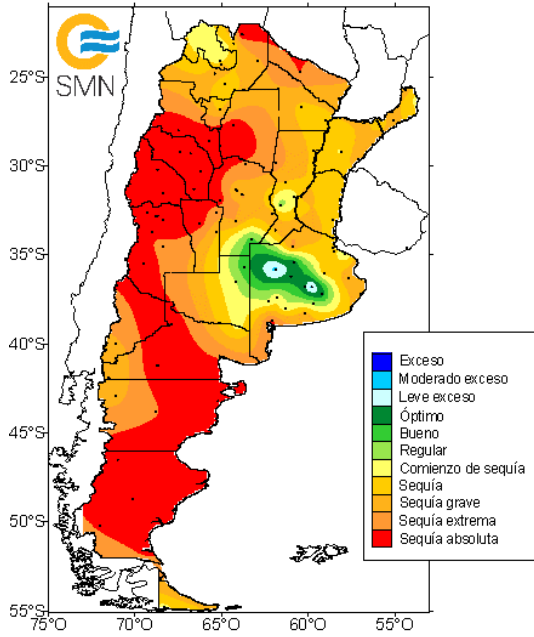 SMN
25°S
30°S
35°S
40°S
45°S
50°S
55°S
75°O 70°O 65°O 60°O 55°O
Exceso
Moderado exceso
Leve exceso
Óptimo
Bueno
Regular
Comienzo de sequía
Sequía
Sequía grave
Sequía extrema
Sequía absoluta